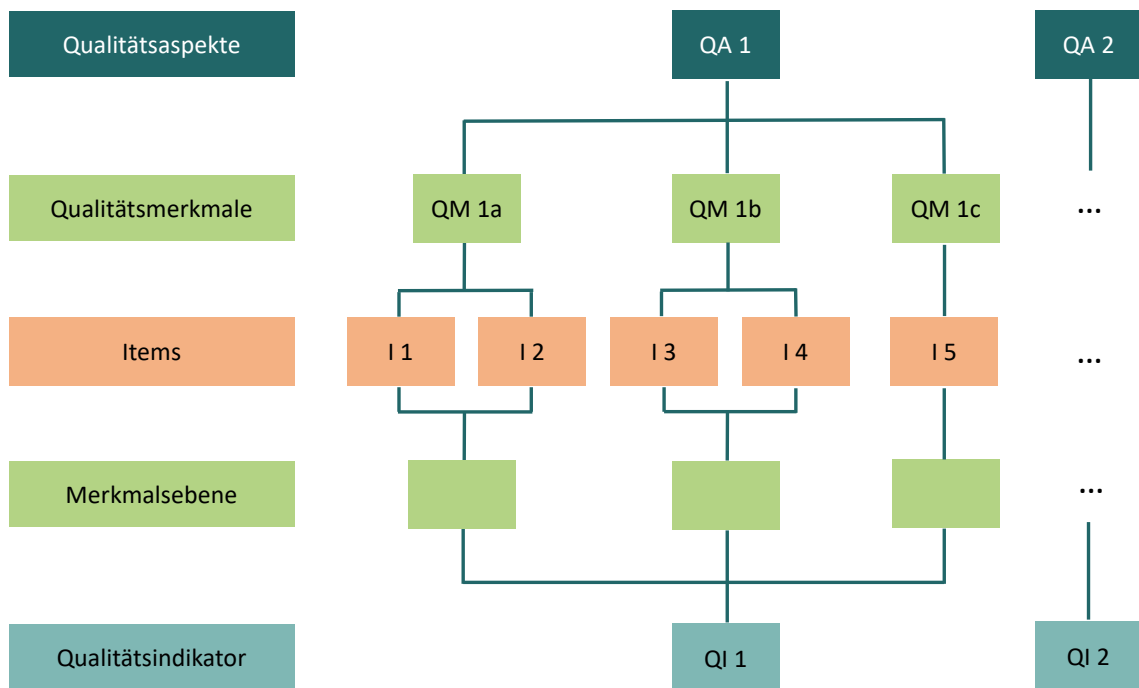 Qualitätsaspekte QA 1 QA 2
Qualitätsmerkmale QM 1a QM 1b QM 1c ...
Items I 1 I 2 I 3 I 4 I 5 ...
Merkmalsebene ...
Qualitätsindikator QI 1 QI 2